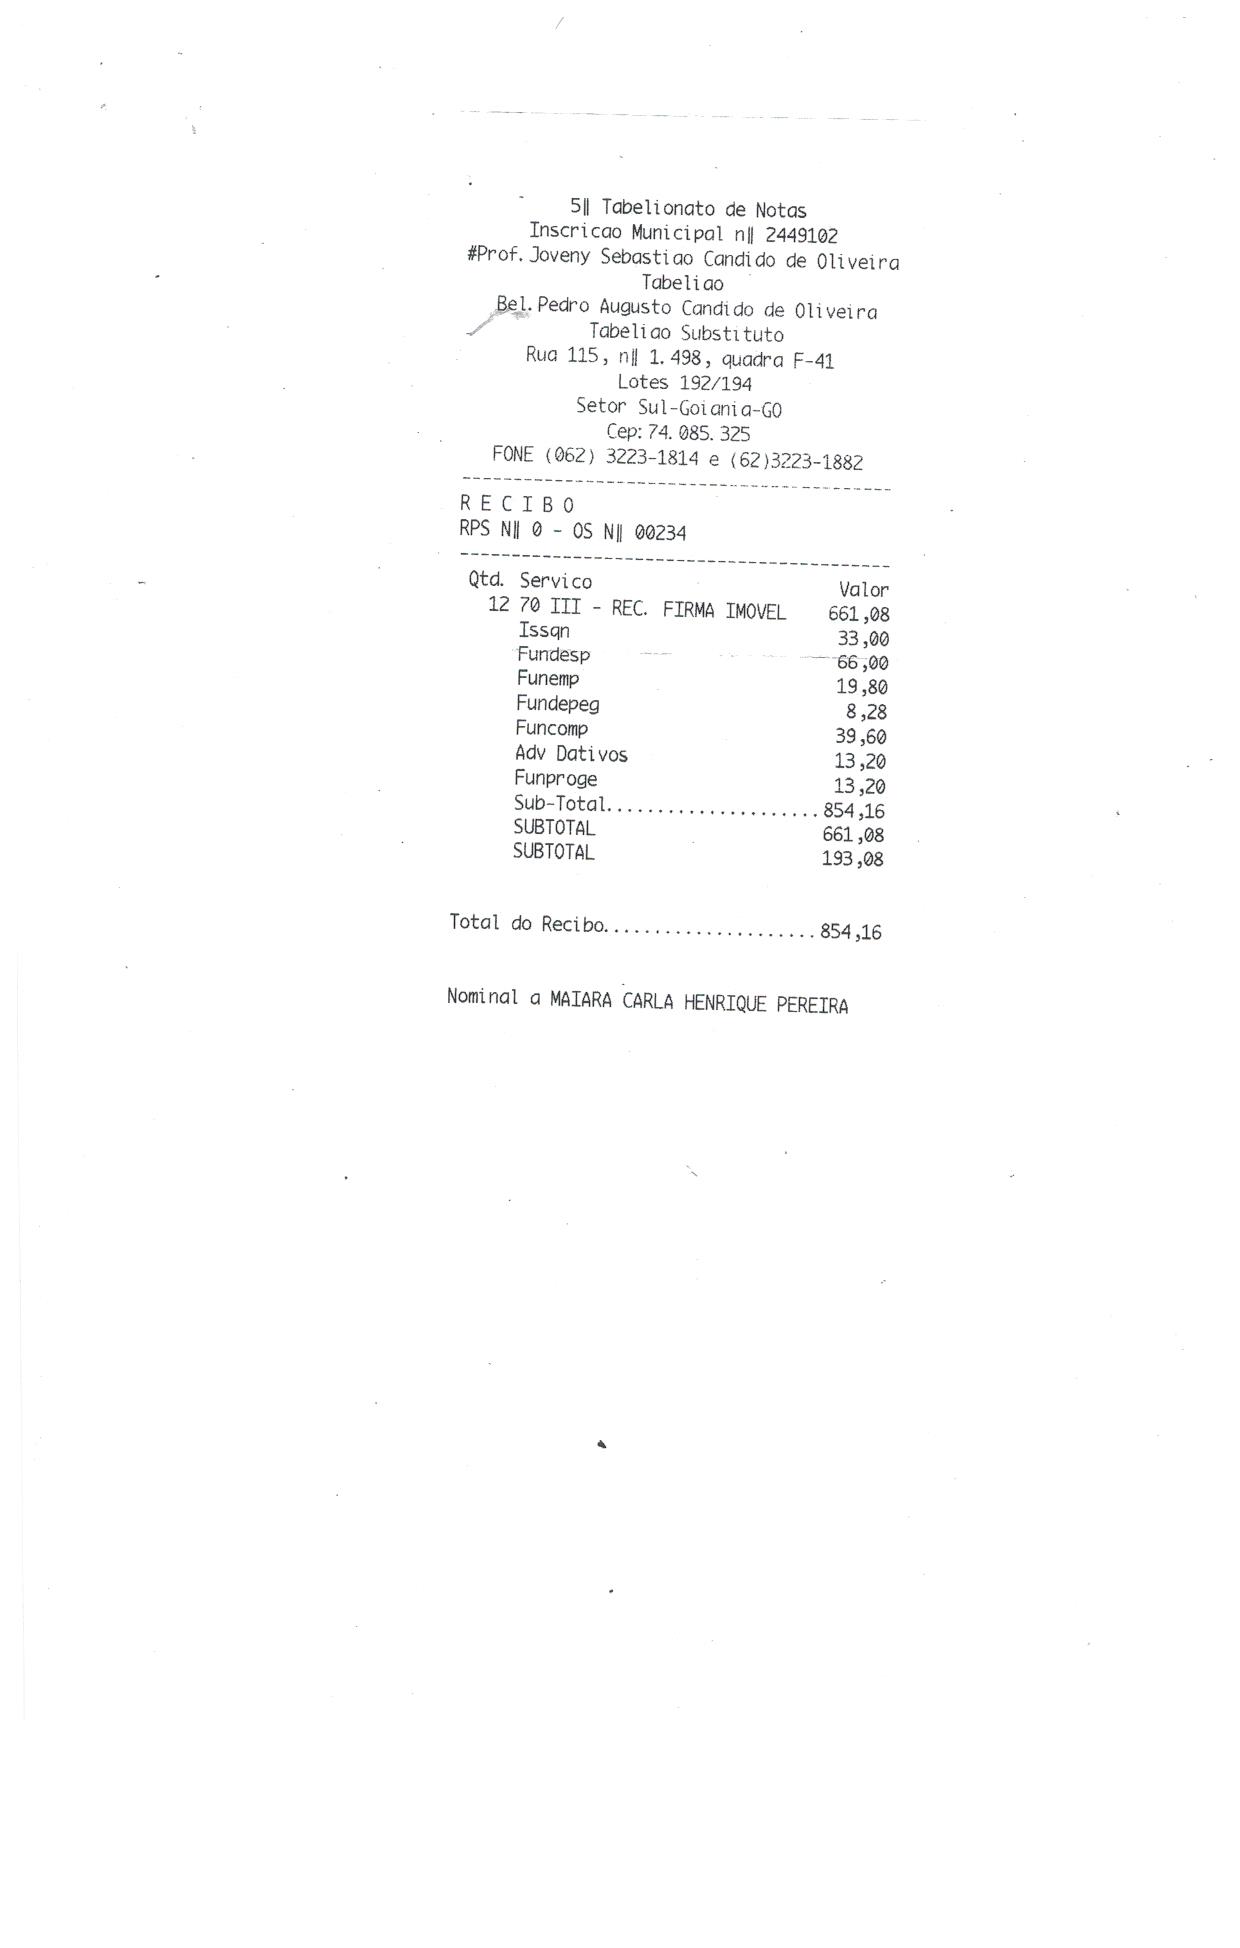 5‖ Tabelionato de Notas
Inscricao Municipal n‖ 2449102
#Prof. Joveny Sebastiao Candido de Oliveira
Tabeliao
Bel. Pedro Augusto Candido de Oliveira
Tabeliao Substituto
Rua 115, n‖ 1.498, quadra F-41
Lotes 192/194
Setor Sul-Goiania-GO
Cep: 74.085.325
FONE (062) 3223-1814 e (62)3223-1882
------------------------------------------
R E C I B O
RPS N‖ 0 - OS N‖ 00234
------------------------------------------
Qtd. Servico Valor
12 70 III - REC. FIRMA IMOVEL 661,08
Issqn 33,00
Fundesp 66,00
Funemp 19,80
Fundepeg 8,28
Funcomp 39,60
Adv Dativos 13,20
Funproge 13,20
Sub-Total.....................854,16
SUBTOTAL 661,08
SUBTOTAL 193,08
Total do Recibo.....................854,16
Nominal a MAIARA CARLA HENRIQUE PEREIRA